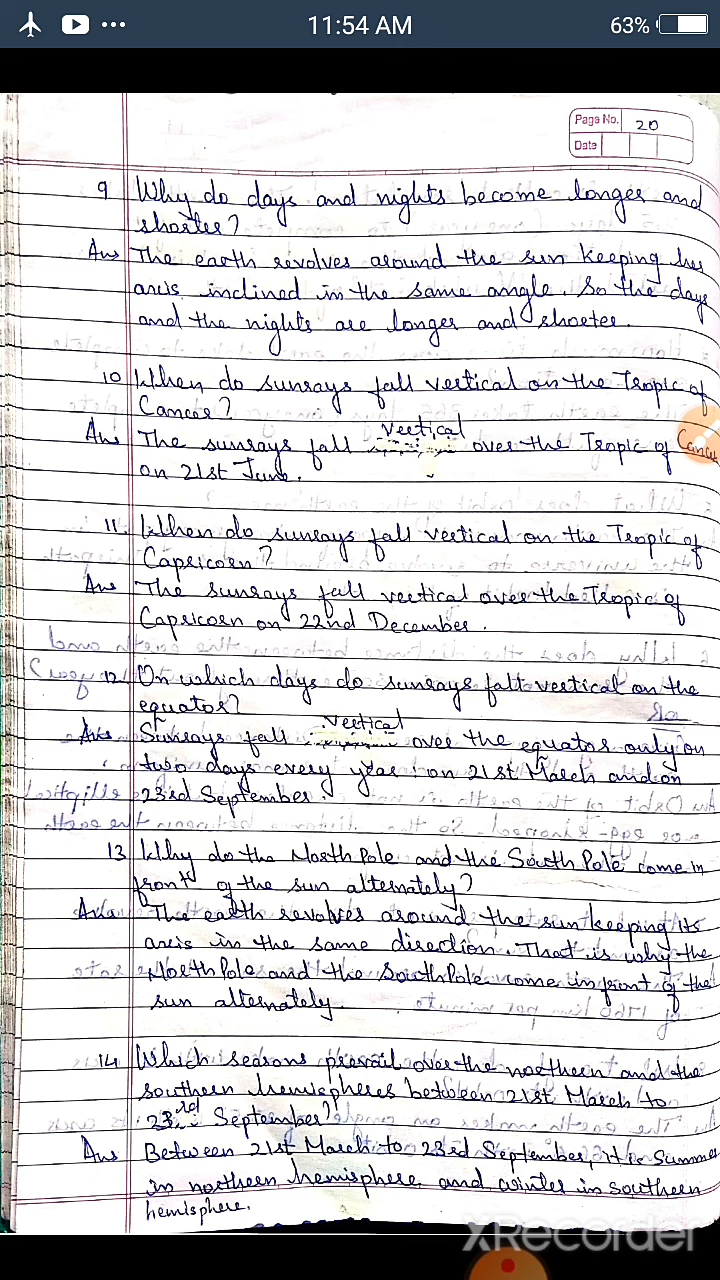 11:54 AM
63%
Page No. 20
Date
9 Why do days and nights become longer and
shorter?
Ans The earth revolves around the sun keeping her
axis inclined in the same angle. So the days
and the nights are longer and shorter.
10 When do sunrays fall vertical on the Tropic of
Cancer?
Ans The sunrays fall vertical over the Tropic of Cancer
on 21st June.
11. When do sunrays fall vertical on the Tropic of
Capricorn?
Ans The sunrays fall vertical over the Tropic of
Capricorn on 22nd December.
12. On which days do sunrays fall vertical on the
equator?
Ans Sunrays fall vertical over the equator only on
two days every year : on 21st March and on
23rd September.
13 Why do the North Pole and the South Pole come in
front of the sun alternately?
Ans The earth revolves around the sun keeping its
axis in the same direction. That is why the
North Pole and the South Pole come in front of the
sun alternately.
14 Which seasons prevail over the northern and the
southern hemispheres between 21st March to
23rd September?
Ans Between 21st March to 23rd September, it is Summer
in northern hemisphere and winter in southern
hemisphere.
XRecorder